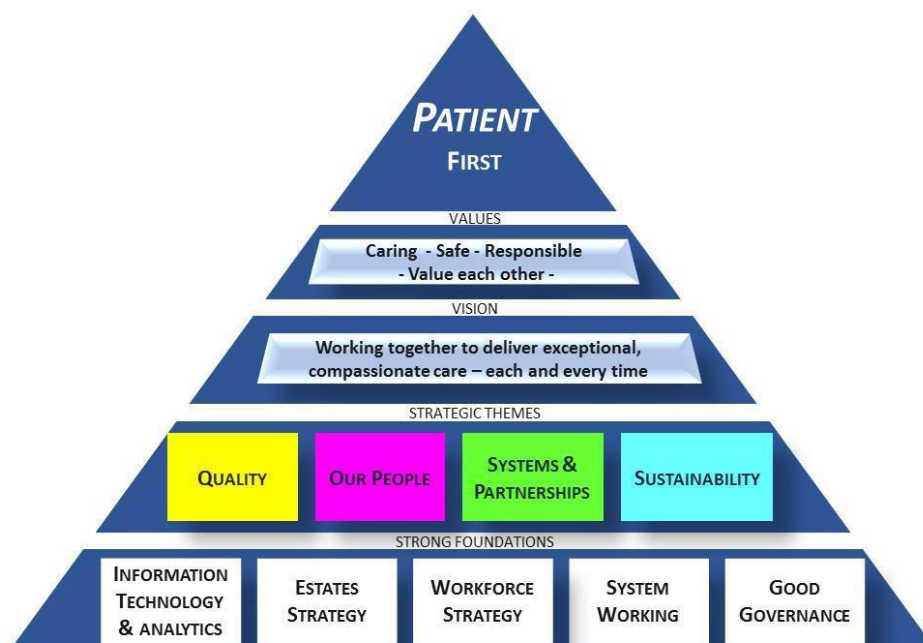 PATIENT
FIRST
VALUES
Caring - Safe - Responsible
- Value each other -
VISION
Working together to deliver exceptional,
compassionate care – each and every time
STRATEGIC THEMES
QUALITY
OUR PEOPLE
SYSTEMS &
PARTNERSHIPS
SUSTAINABILITY
STRONG FOUNDATIONS
INFORMATION
TECHNOLOGY
& ANALYTICS
ESTATES
STRATEGY
WORKFORCE
STRATEGY
SYSTEM
WORKING
GOOD
GOVERNANCE